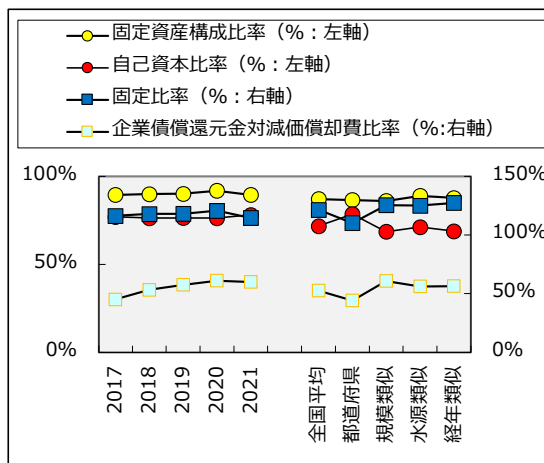 固定資産構成比率（%：左軸）
自己資本比率（%：左軸）
固定比率（%：右軸）
企業債償還元金対減価償却費比率（%:右軸）
100%
50%
0%
150%
100%
50%
0%
2017
2018
2019
2020
2021
全国平均
都道府県
規模類似
水源類似
経年類似